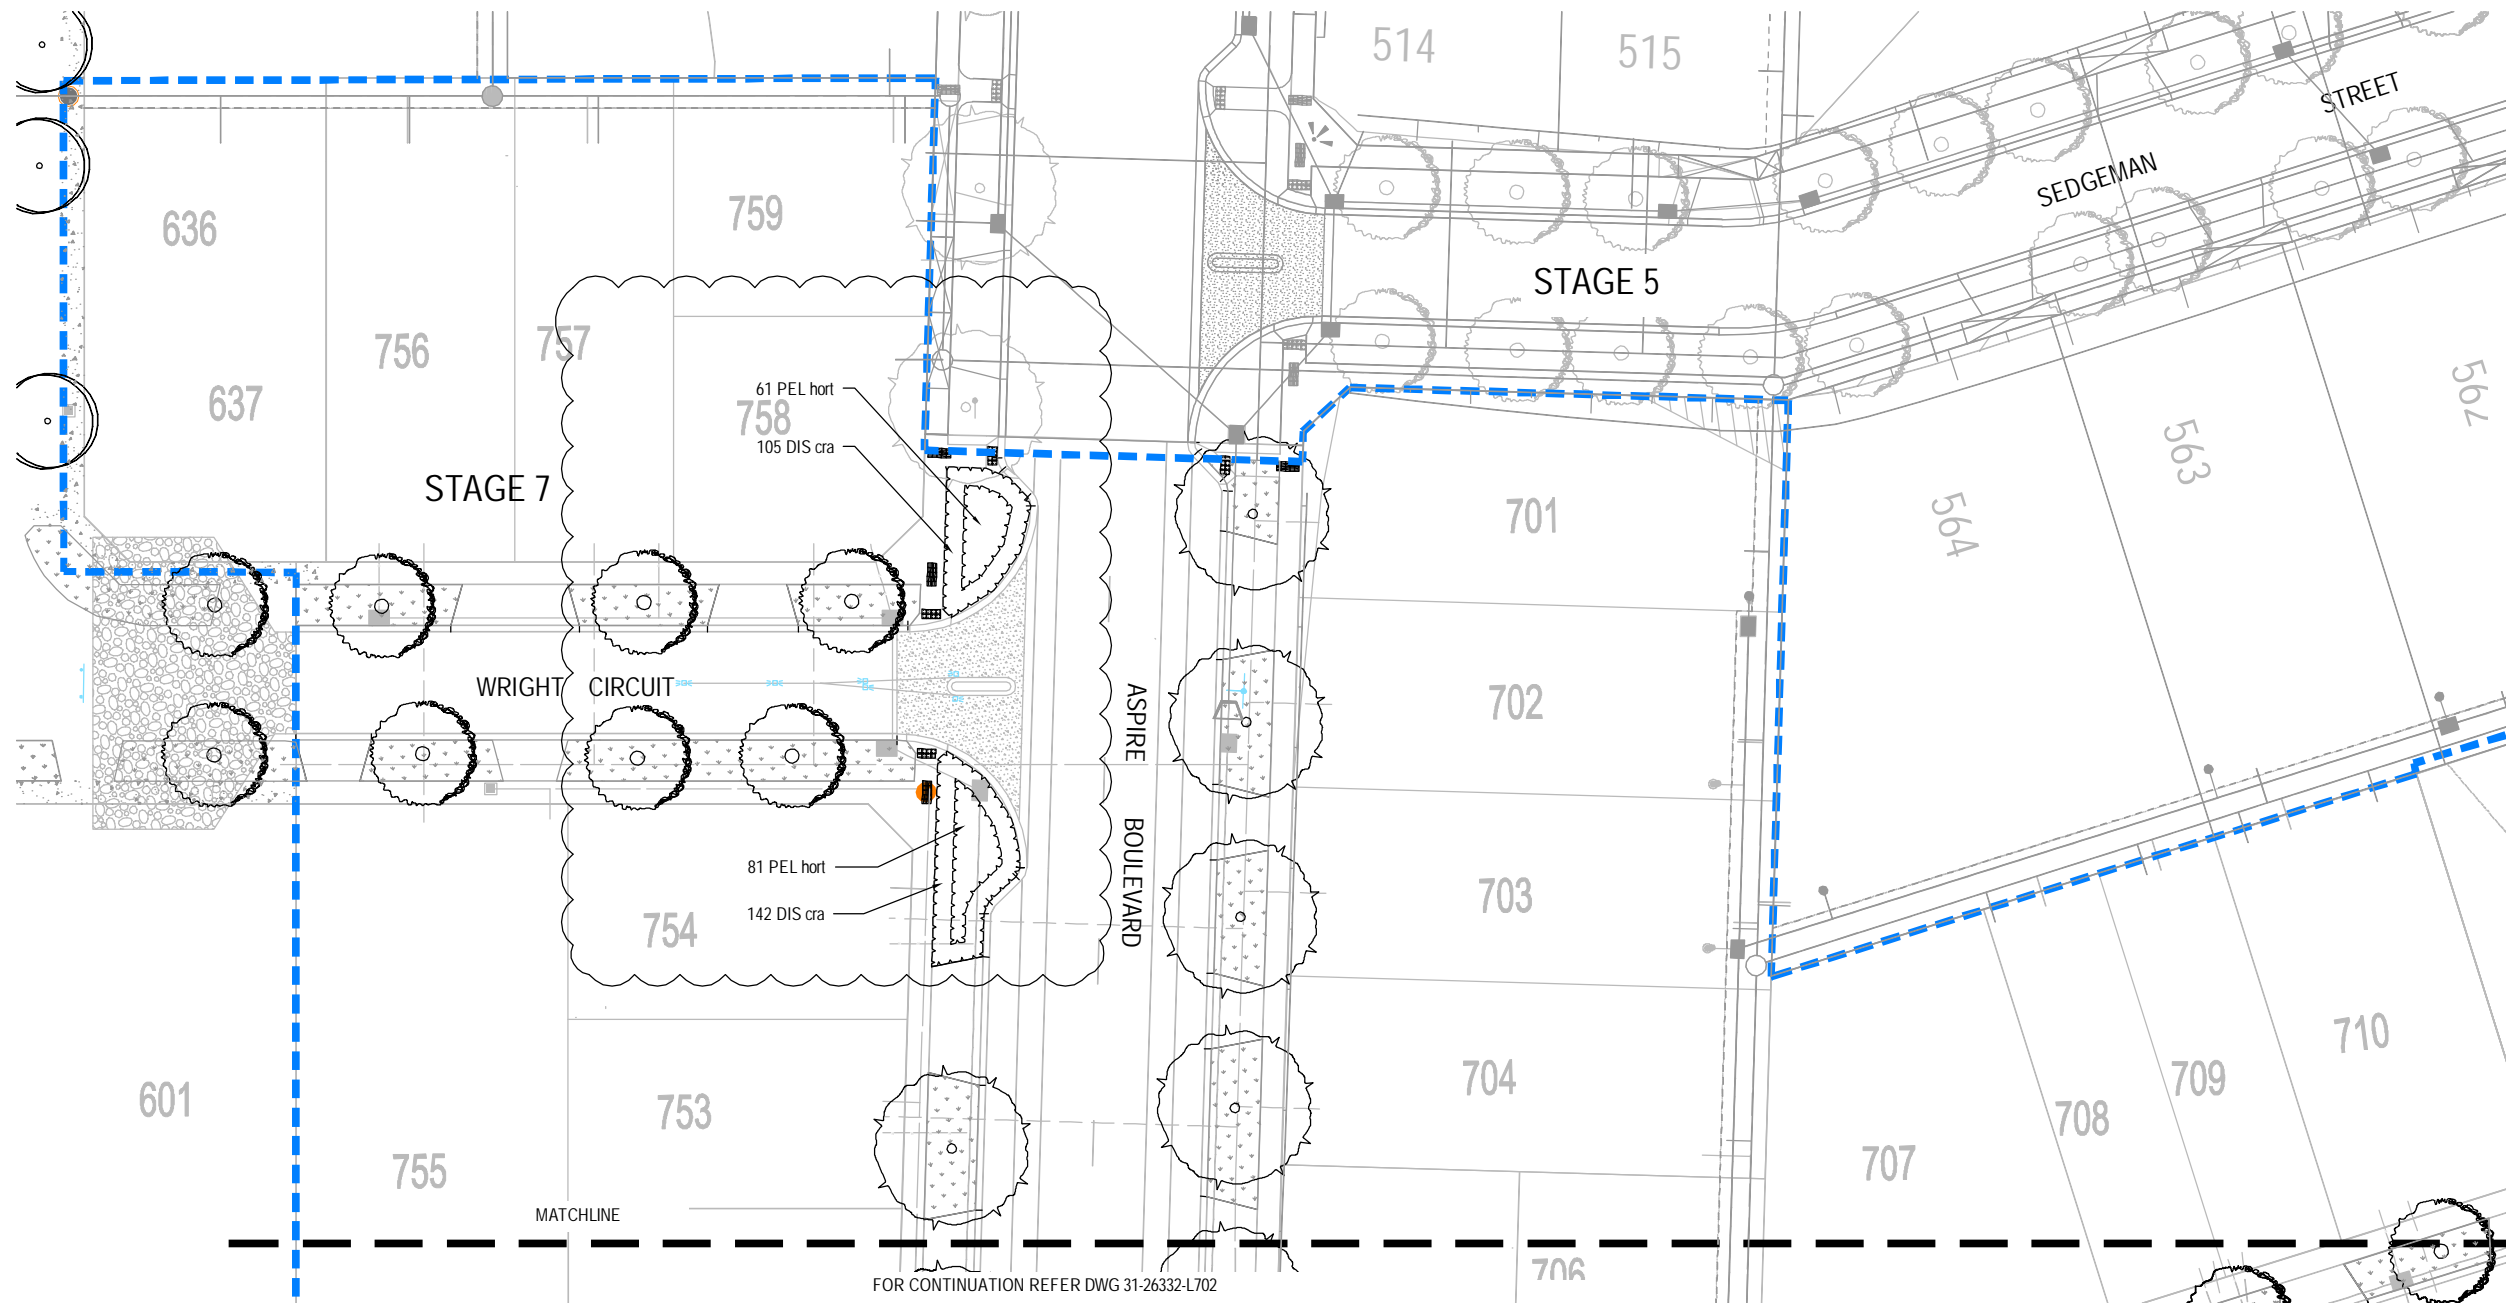 514
515
STREET
SEDGEMAN
636
759
STAGE 5
756
757
637
61 PEL hort
758
105 DIS cra
562
563
STAGE 7
701
564
WRIGHT CIRCUIT
702
ASPIRE
BOULEVARD
81 PEL hort
703
142 DIS cra
754
710
704
709
601
753
708
755
707
MATCHLINE
706
FOR CONTINUATION REFER DWG 31-26332-L702